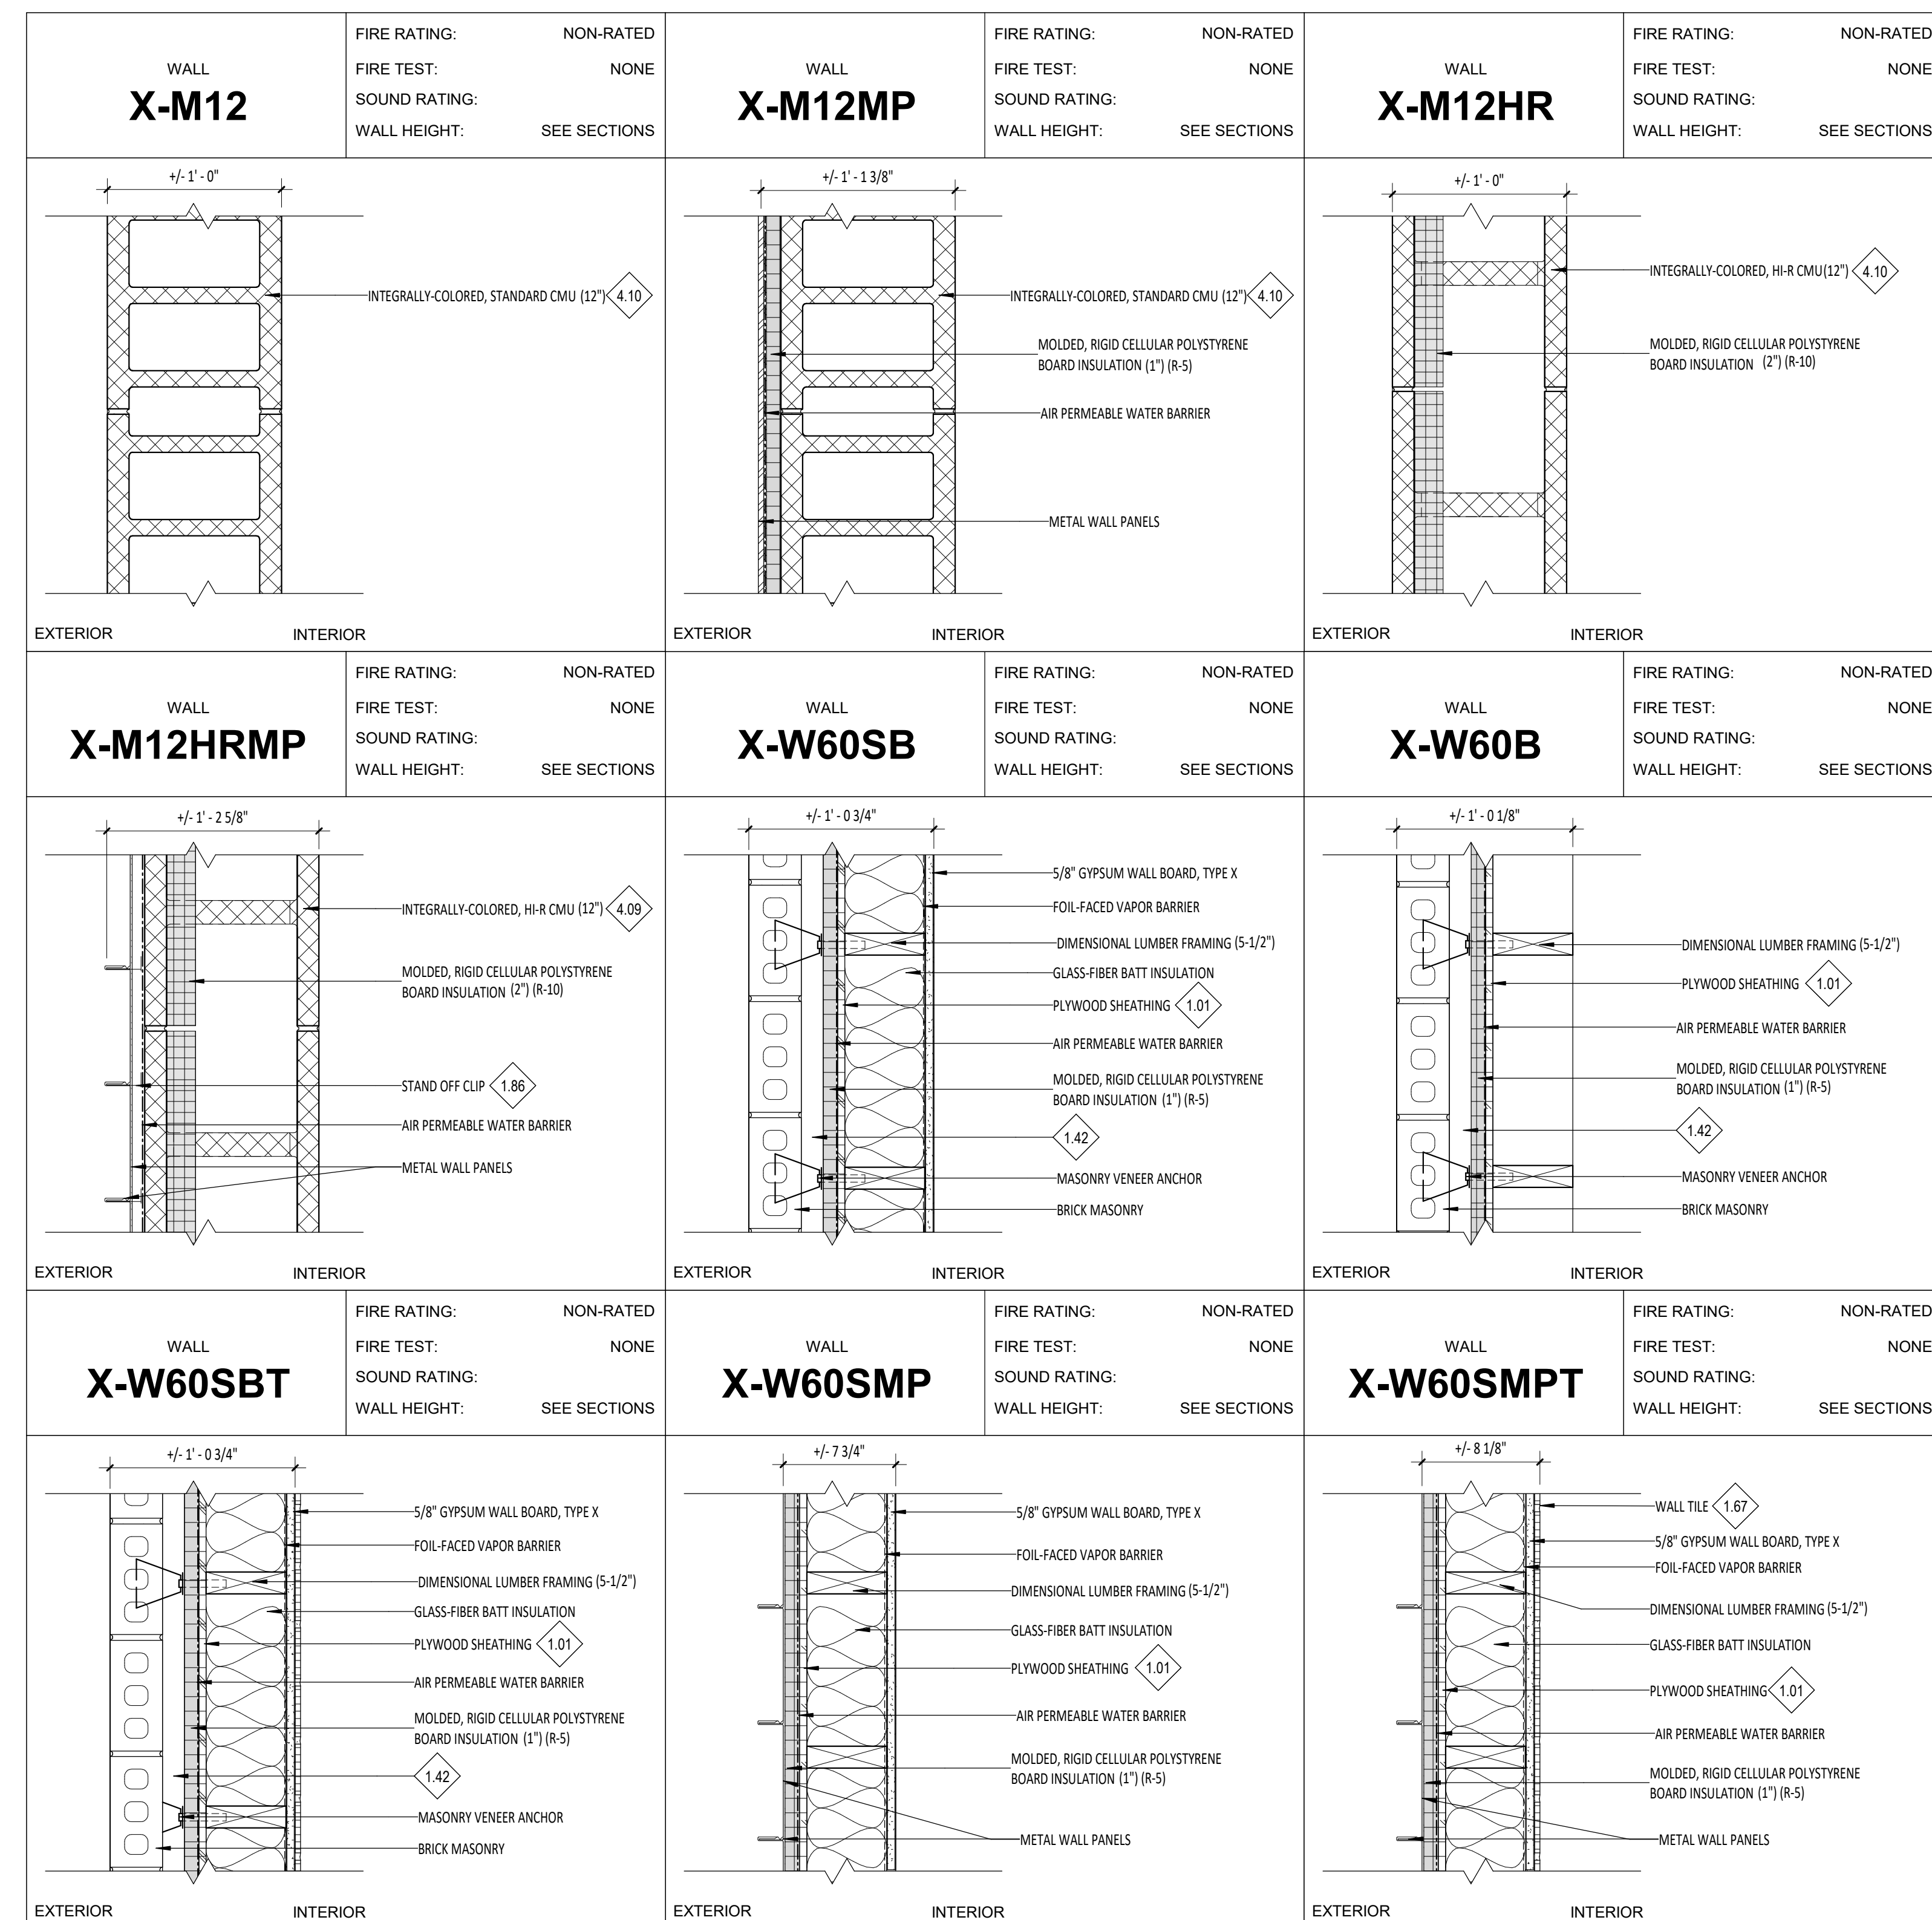 WALL
X-M12
FIRE RATING: NON-RATED
FIRE TEST: NONE
SOUND RATING:
WALL HEIGHT: SEE SECTIONS
+/- 1' - 0"
INTEGRALLY-COLORED, STANDARD CMU (12") 4.10
EXTERIOR INTERIOR
WALL
X-M12MP
FIRE RATING: NON-RATED
FIRE TEST: NONE
SOUND RATING:
WALL HEIGHT: SEE SECTIONS
+/- 1' - 1 3/8"
INTEGRALLY-COLORED, STANDARD CMU (12") 4.10
MOLDED, RIGID CELLULAR POLYSTYRENE
BOARD INSULATION (1") (R-5)
AIR PERMEABLE WATER BARRIER
METAL WALL PANELS
EXTERIOR INTERIOR
WALL
X-M12HR
FIRE RATING: NON-RATED
FIRE TEST: NONE
SOUND RATING:
WALL HEIGHT: SEE SECTIONS
+/- 1' - 0"
INTEGRALLY-COLORED, HI-R CMU(12") 4.10
MOLDED, RIGID CELLULAR POLYSTYRENE
BOARD INSULATION (2") (R-10)
EXTERIOR INTERIOR
WALL
X-M12HRMP
FIRE RATING: NON-RATED
FIRE TEST: NONE
SOUND RATING:
WALL HEIGHT: SEE SECTIONS
+/- 1' - 2 5/8"
INTEGRALLY-COLORED, HI-R CMU (12") 4.09
MOLDED, RIGID CELLULAR POLYSTYRENE
BOARD INSULATION (2") (R-10)
STAND OFF CLIP 1.86
AIR PERMEABLE WATER BARRIER
METAL WALL PANELS
EXTERIOR INTERIOR
WALL
X-W60SB
FIRE RATING: NON-RATED
FIRE TEST: NONE
SOUND RATING:
WALL HEIGHT: SEE SECTIONS
+/- 1' - 0 3/4"
5/8" GYPSUM WALL BOARD, TYPE X
FOIL-FACED VAPOR BARRIER
DIMENSIONAL LUMBER FRAMING (5-1/2")
GLASS-FIBER BATT INSULATION
PLYWOOD SHEATHING 1.01
AIR PERMEABLE WATER BARRIER
MOLDED, RIGID CELLULAR POLYSTYRENE
BOARD INSULATION (1") (R-5)
1.42
MASONRY VENEER ANCHOR
BRICK MASONRY
EXTERIOR INTERIOR
WALL
X-W60B
FIRE RATING: NON-RATED
FIRE TEST: NONE
SOUND RATING:
WALL HEIGHT: SEE SECTIONS
+/- 1' - 0 1/8"
DIMENSIONAL LUMBER FRAMING (5-1/2")
PLYWOOD SHEATHING 1.01
AIR PERMEABLE WATER BARRIER
MOLDED, RIGID CELLULAR POLYSTYRENE
BOARD INSULATION (1") (R-5)
1.42
MASONRY VENEER ANCHOR
BRICK MASONRY
EXTERIOR INTERIOR
WALL
X-W60SBT
FIRE RATING: NON-RATED
FIRE TEST: NONE
SOUND RATING:
WALL HEIGHT: SEE SECTIONS
+/- 1' - 0 3/4"
5/8" GYPSUM WALL BOARD, TYPE X
FOIL-FACED VAPOR BARRIER
DIMENSIONAL LUMBER FRAMING (5-1/2")
GLASS-FIBER BATT INSULATION
PLYWOOD SHEATHING 1.01
AIR PERMEABLE WATER BARRIER
MOLDED, RIGID CELLULAR POLYSTYRENE
BOARD INSULATION (1") (R-5)
1.42
MASONRY VENEER ANCHOR
BRICK MASONRY
EXTERIOR INTERIOR
WALL
X-W60SMP
FIRE RATING: NON-RATED
FIRE TEST: NONE
SOUND RATING:
WALL HEIGHT: SEE SECTIONS
+/- 7 3/4"
5/8" GYPSUM WALL BOARD, TYPE X
FOIL-FACED VAPOR BARRIER
DIMENSIONAL LUMBER FRAMING (5-1/2")
GLASS-FIBER BATT INSULATION
PLYWOOD SHEATHING 1.01
AIR PERMEABLE WATER BARRIER
MOLDED, RIGID CELLULAR POLYSTYRENE
BOARD INSULATION (1") (R-5)
METAL WALL PANELS
EXTERIOR INTERIOR
WALL
X-W60SMPT
FIRE RATING: NON-RATED
FIRE TEST: NONE
SOUND RATING:
WALL HEIGHT: SEE SECTIONS
+/- 8 1/8"
WALL TILE 1.67
5/8" GYPSUM WALL BOARD, TYPE X
FOIL-FACED VAPOR BARRIER
DIMENSIONAL LUMBER FRAMING (5-1/2")
GLASS-FIBER BATT INSULATION
PLYWOOD SHEATHING 1.01
AIR PERMEABLE WATER BARRIER
MOLDED, RIGID CELLULAR POLYSTYRENE
BOARD INSULATION (1") (R-5)
METAL WALL PANELS
EXTERIOR INTERIOR